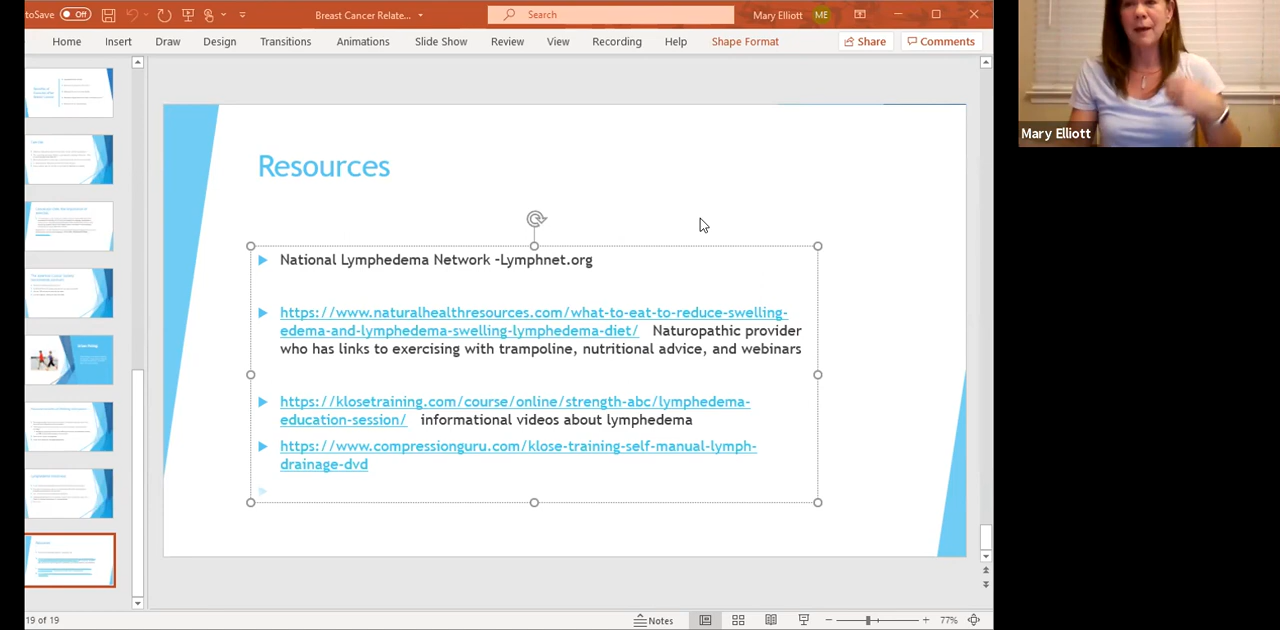 toSave
Off
Breast Cancer Relate...
Search
Mary Elliott
ME
Home
Insert
Draw
Design
Transitions
Animations
Slide Show
Review
View
Recording
Help
Shape Format
Share
Comments
Mary Elliott
Resources
National Lymphedema Network -Lymphnet.org
https://www.naturalhealthresources.com/what-to-eat-to-reduce-swelling-
edema-and-lymphedema-swelling-lymphedema-diet/ Naturopathic provider
who has links to exercising with trampoline, nutritional advice, and webinars
https://klosetraining.com/course/online/strength-abc/lymphedema-
education-session/ informational videos about lymphedema
https://www.compressionguru.com/klose-training-self-manual-lymph-
drainage-dvd
19 of 19
Notes
77%